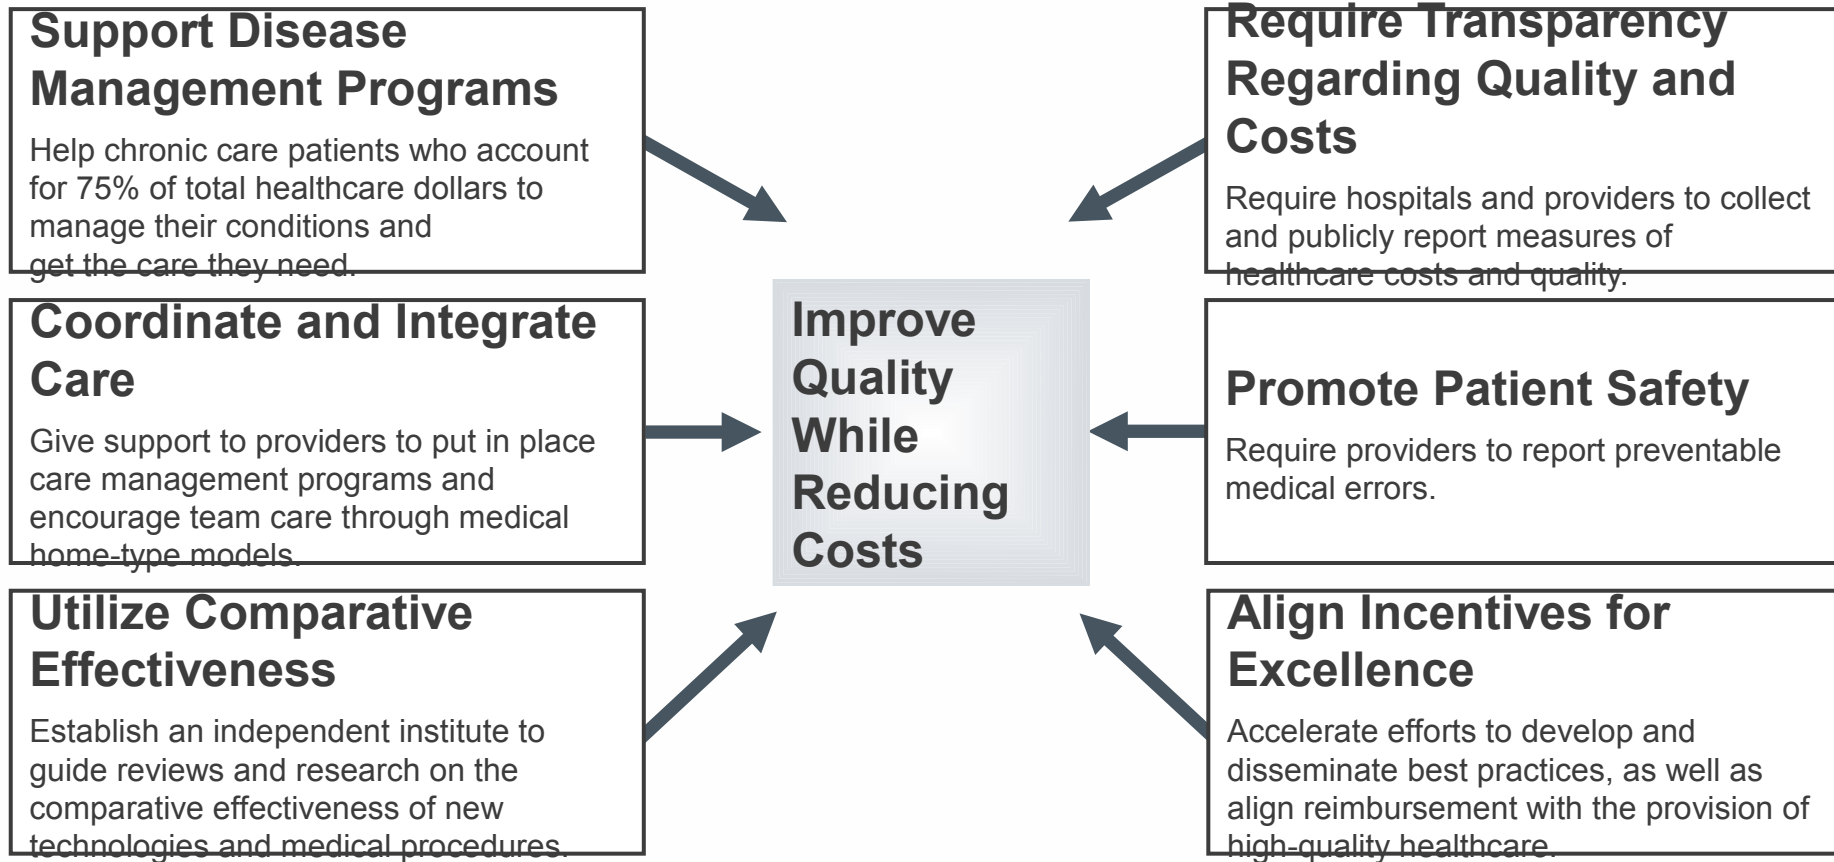 Support Disease
Management Programs
Help chronic care patients who account
for 75% of total healthcare dollars to
manage their conditions and
get the care they need.
Coordinate and Integrate
Care
Give support to providers to put in place
care management programs and
encourage team care through medical
home-type models.
Utilize Comparative
Effectiveness
Establish an independent institute to
guide reviews and research on the
comparative effectiveness of new
technologies and medical procedures.
Improve
Quality
While
Reducing
Costs
Require Transparency
Regarding Quality and
Costs
Require hospitals and providers to collect
and publicly report measures of
healthcare costs and quality.
Promote Patient Safety
Require providers to report preventable
medical errors.
Align Incentives for
Excellence
Accelerate efforts to develop and
disseminate best practices, as well as
align reimbursement with the provision of
high-quality healthcare.